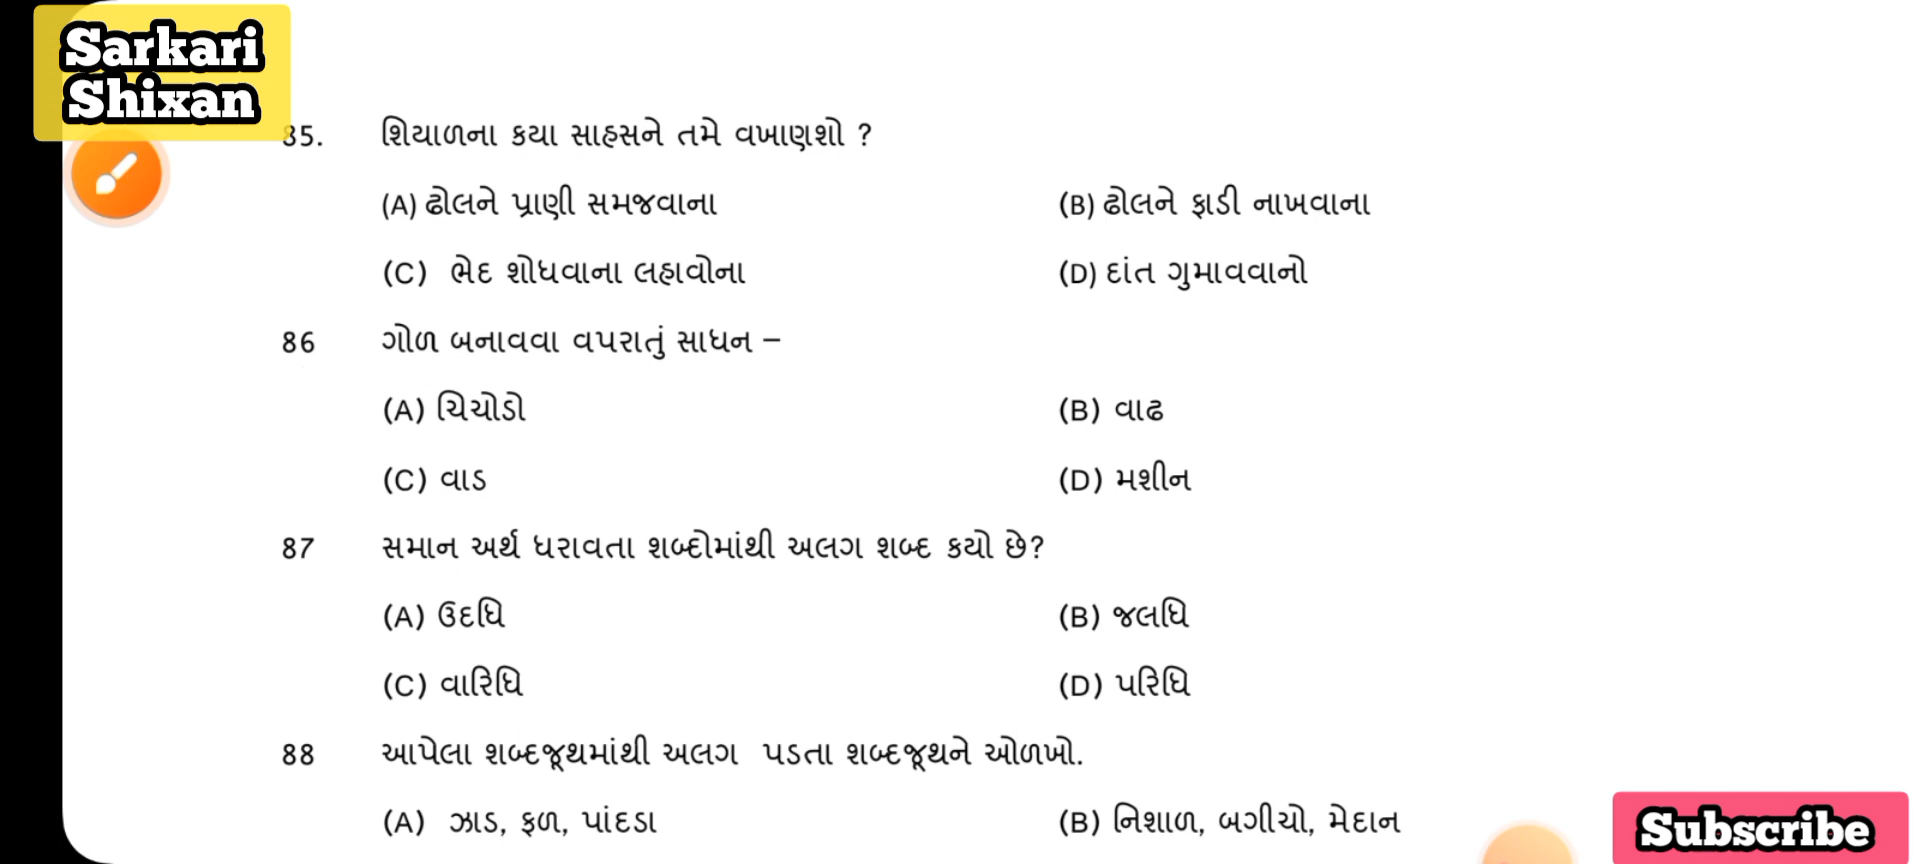 Sarkari
Shixan
85. શિયાળના કયા સાહસને તમે વખાણશો ?
(A) ઢોલને પ્રાણી સમજવાના (B) ઢોલને ફાડી નાખવાના
(C) ભેદ શોધવાના લહાવોના (D) દાંત ગુમાવવાનો
86 ગોળ બનાવવા વપરાતું સાધન –
(A) ચિચોડો (B) વાઢ
(C) વાડ (D) મશીન
87 સમાન અર્થ ધરાવતા શબ્દોમાંથી અલગ શબ્દ કયો છે?
(A) ઉદધિ (B) જલધિ
(C) વારિધિ (D) પરિધિ
88 આપેલા શબ્દજૂથમાંથી અલગ પડતા શબ્દજૂથને ઓળખો.
(A) ઝાડ, ફળ, પાંદડા (B) નિશાળ, બગીચો, મેદાન
Subscribe